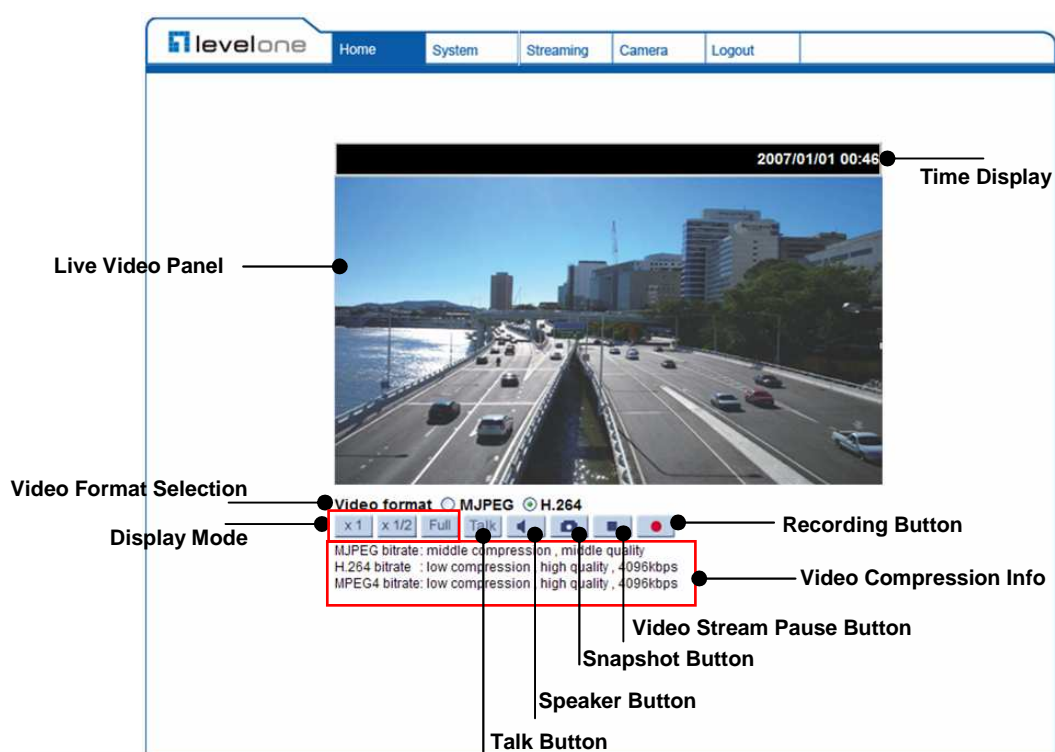 levelone
Home System Streaming Camera Logout
2007/01/01 00:46
Time Display
Live Video Panel
Video Format Selection
Video format MJPEG H.264
Display Mode
x 1 x 1/2 Full Talk
Recording Button
MJPEG bitrate: middle compression , middle quality
H.264 bitrate : low compression , high quality , 4096kbps
MPEG4 bitrate: low compression , high quality , 4096kbps
Video Compression Info
Video Stream Pause Button
Snapshot Button
Speaker Button
Talk Button